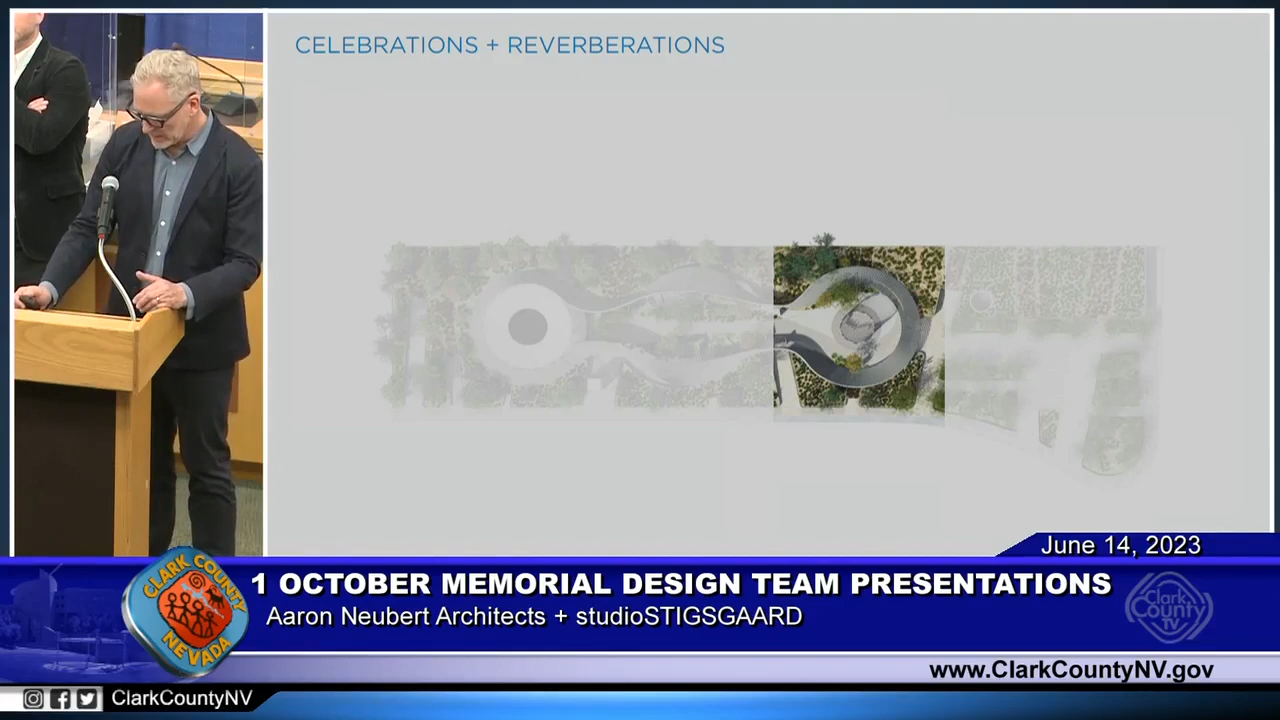 CELEBRATIONS + REVERBERATIONS
June 14, 2023
CLARK COUNTY
NEVADA
1 OCTOBER MEMORIAL DESIGN TEAM PRESENTATIONS
Aaron Neubert Architects + studioSTIGSGAARD
Clark
County
TV
www.ClarkCountyNV.gov
ClarkCountyNV